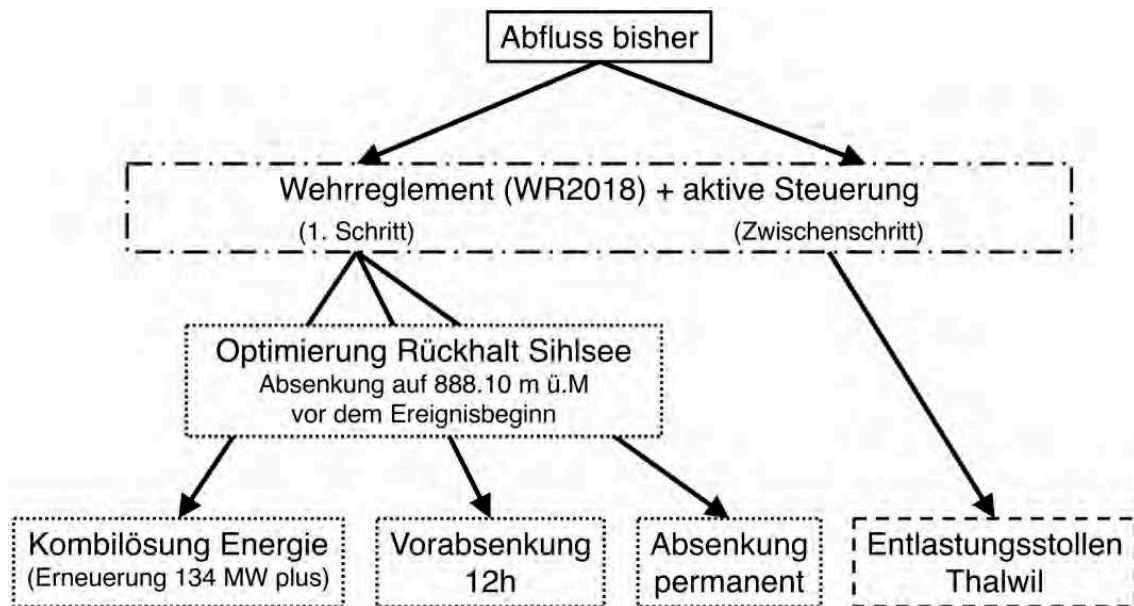 Abfluss bisher
Wehrreglement (WR2018) + aktive Steuerung
(1. Schritt)
(Zwischenschritt)
Optimierung Rückhalt Sihlsee
Absenkung auf 888.10 m ü.M
vor dem Ereignisbeginn
Kombilösung Energie
(Erneuerung 134 MW plus)
Vorabsenkung
12h
Absenkung
permanent
Entlastungsstollen
Thalwil